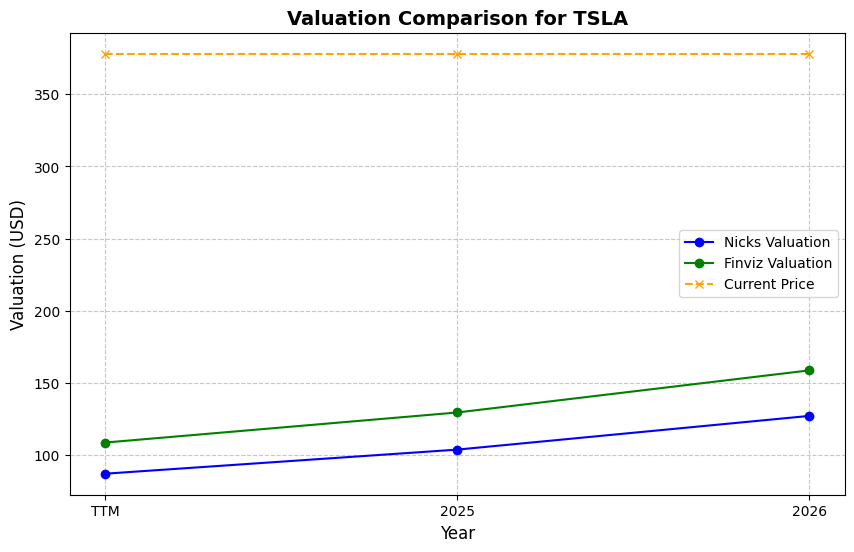 Valuation Comparison for TSLA
Valuation (USD)
350
300
250
200
150
100
Nicks Valuation
Finviz Valuation
Current Price
TTM
2025
2026
Year